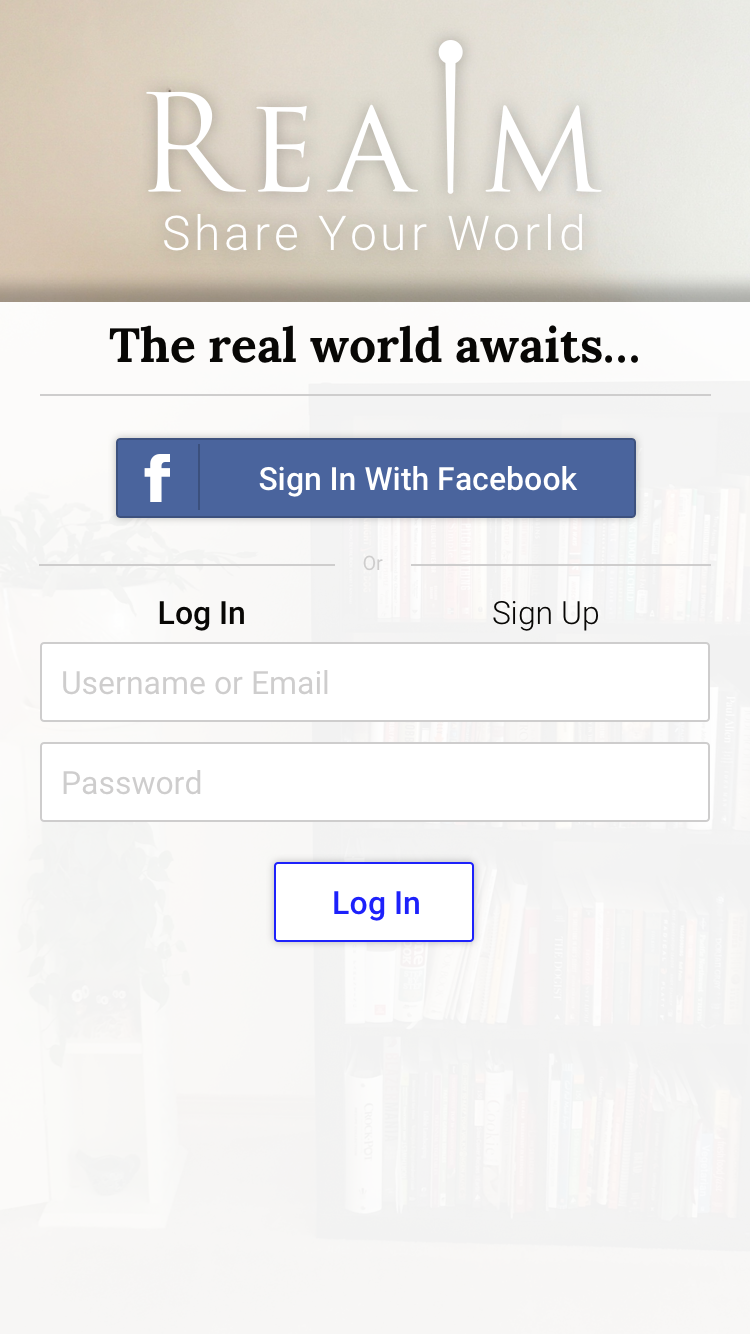 Realm
Share Your World
The real world awaits...
f
Sign In With Facebook
Or
Log In
Sign Up
Username or Email
Password
Log In